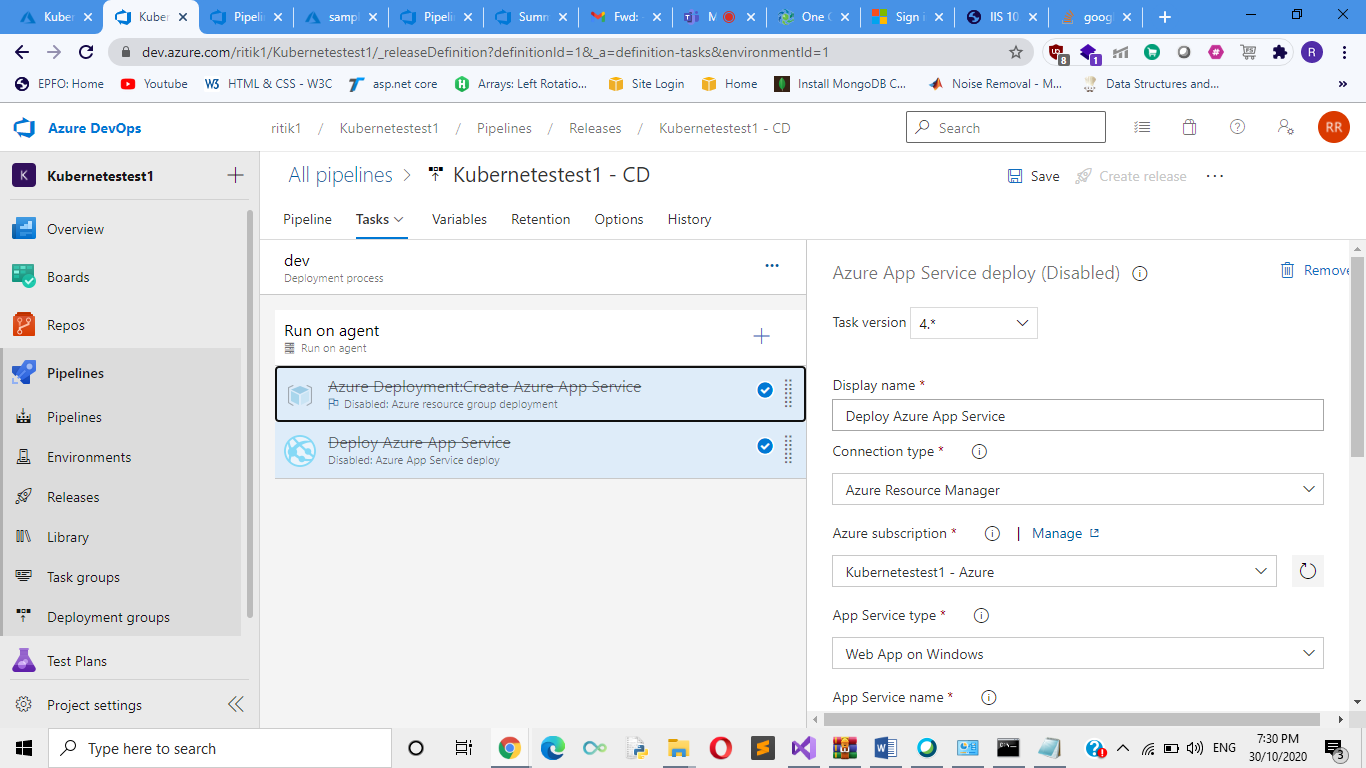 Kuber
Kuber
Pipelin
sampl
Pipelin
Sumn
Fwd:
M
One C
Sign i
IIS 10
goog
dev.azure.com/ritik1/Kubernetestest1/_releaseDefinition?definitionId=1&_a=definition-tasks&environmentId=1
8
1
R
EPFO: Home
Youtube
W3S HTML & CSS - W3C
asp.net core
Arrays: Left Rotatio...
Site Login
Home
Install MongoDB C...
Noise Removal - M...
Data Structures and...
»
Azure DevOps
ritik1 / Kubernetestest1 / Pipelines / Releases / Kubernetestest1 - CD
Search
RR
K Kubernetestest1
Overview
Boards
Repos
Pipelines
Pipelines
Environments
Releases
Library
Task groups
Deployment groups
Test Plans
Project settings
All pipelines > Kubernetestest1 - CD
Save
Create release
...
Pipeline
Tasks
Variables
Retention
Options
History
dev
Deployment process
...
Run on agent
Run on agent
Azure Deployment:Create Azure App Service
Disabled: Azure resource group deployment
Deploy Azure App Service
Disabled: Azure App Service deploy
Azure App Service deploy (Disabled)
Remove
Task version 4.*
Display name *
Deploy Azure App Service
Connection type *
Azure Resource Manager
Azure subscription * | Manage
Kubernetestest1 - Azure
App Service type *
Web App on Windows
App Service name *
Type here to search
ENG
7:30 PM
30/10/2020
3